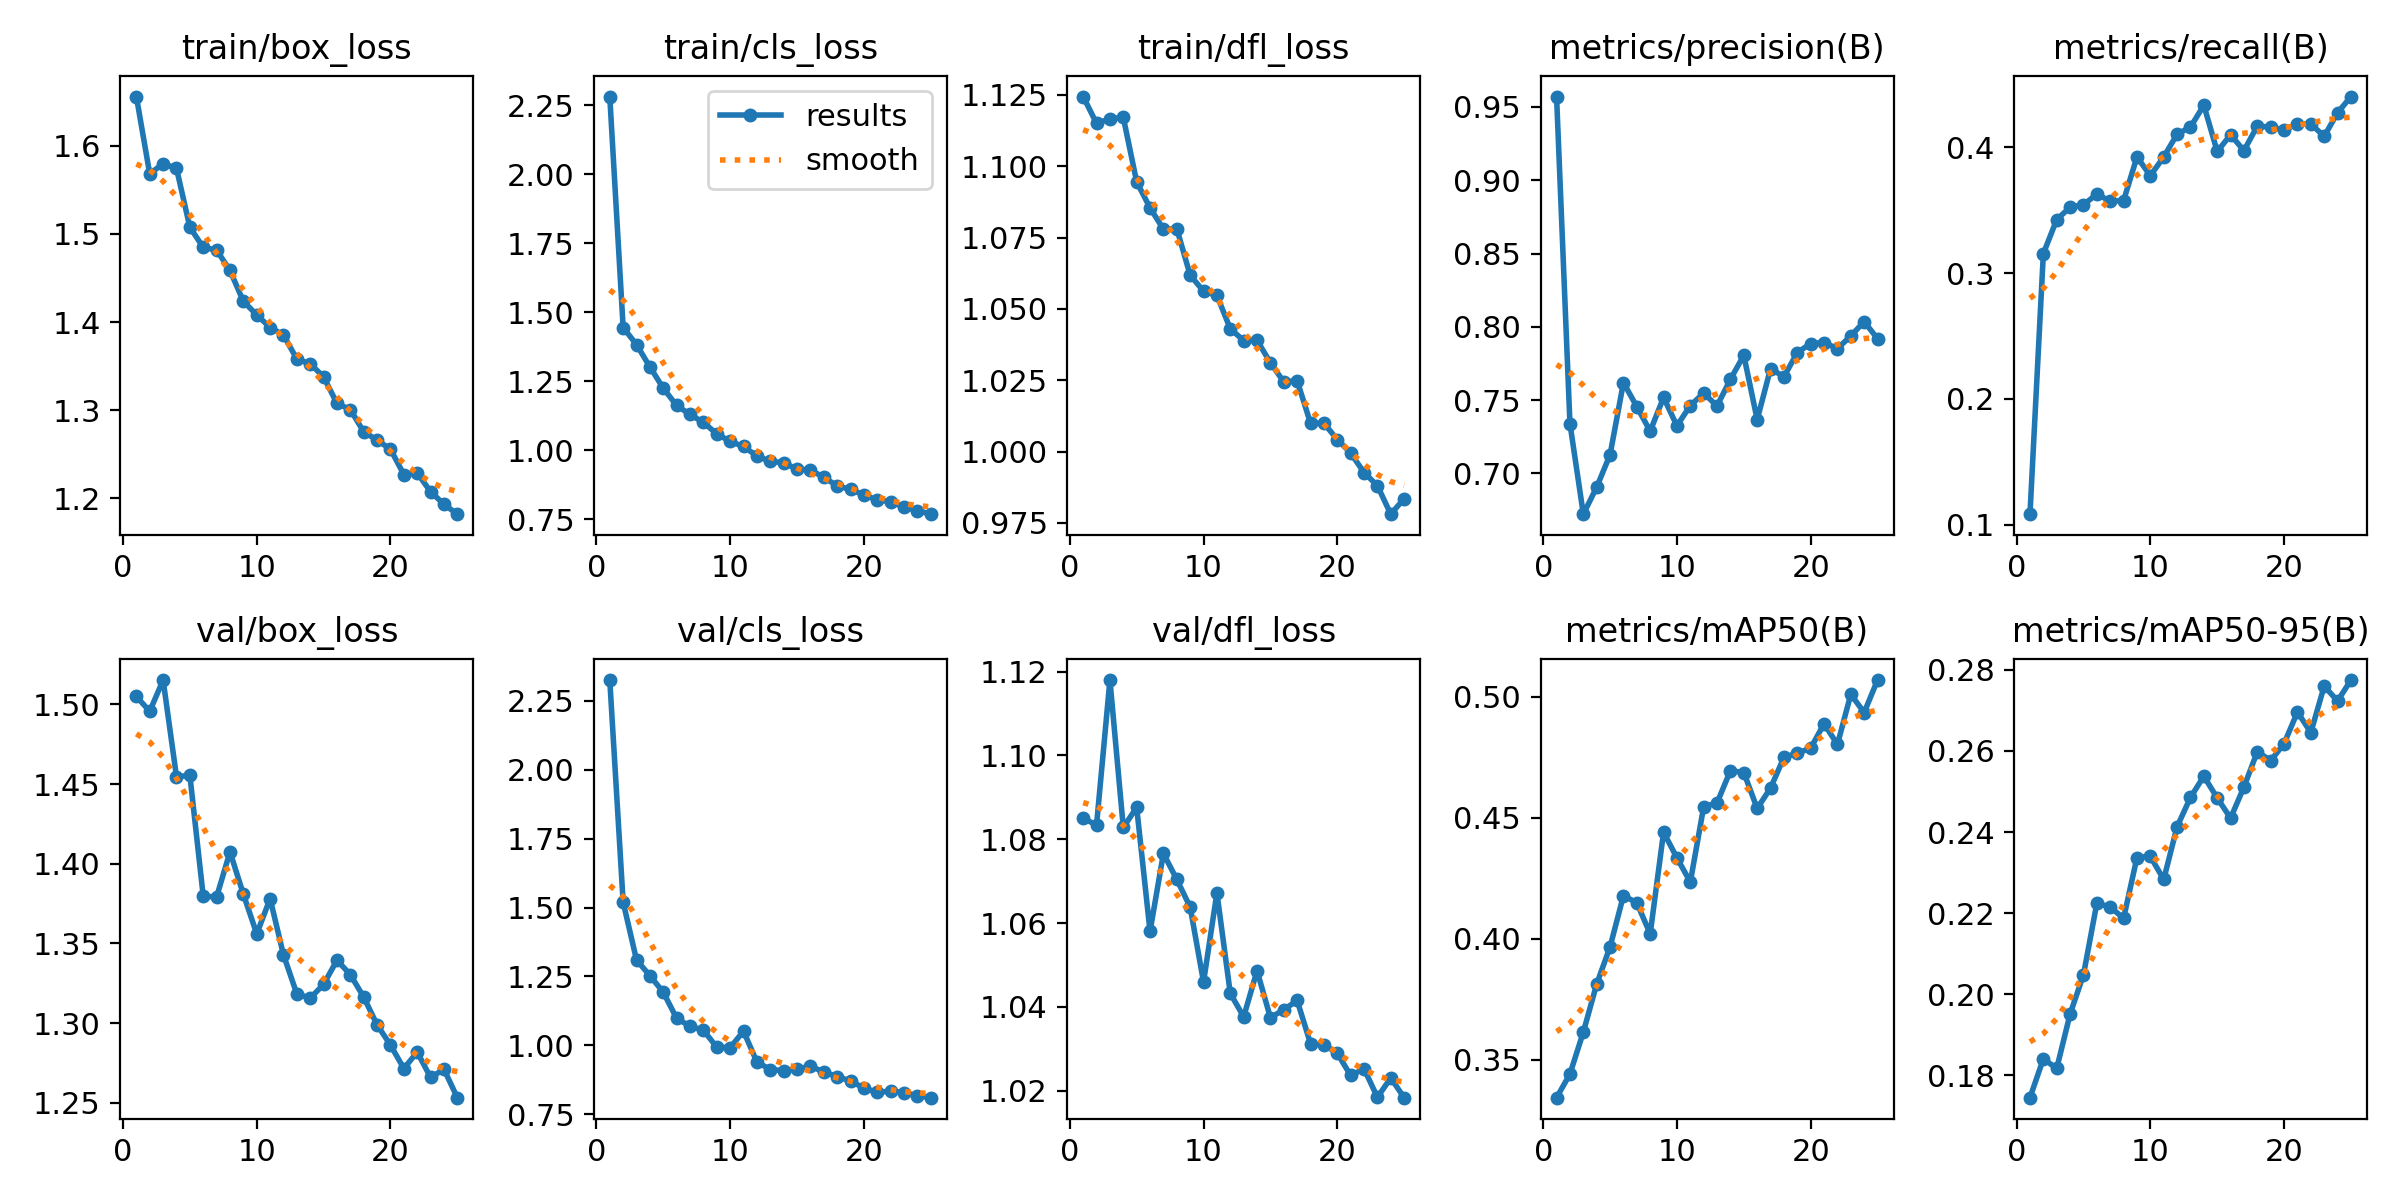 train/box_loss
1.6
1.5
1.4
1.3
1.2
0 10 20
train/cls_loss
results
smooth
2.25
2.00
1.75
1.50
1.25
1.00
0.75
0 10 20
train/dfl_loss
1.125
1.100
1.075
1.050
1.025
1.000
0.975
0 10 20
metrics/precision(B)
0.95
0.90
0.85
0.80
0.75
0.70
0 10 20
metrics/recall(B)
0.4
0.3
0.2
0.1
0 10 20
val/box_loss
1.50
1.45
1.40
1.35
1.30
1.25
0 10 20
val/cls_loss
2.25
2.00
1.75
1.50
1.25
1.00
0.75
0 10 20
val/dfl_loss
1.12
1.10
1.08
1.06
1.04
1.02
0 10 20
metrics/mAP50(B)
0.50
0.45
0.40
0.35
0 10 20
metrics/mAP50-95(B)
0.28
0.26
0.24
0.22
0.20
0.18
0 10 20